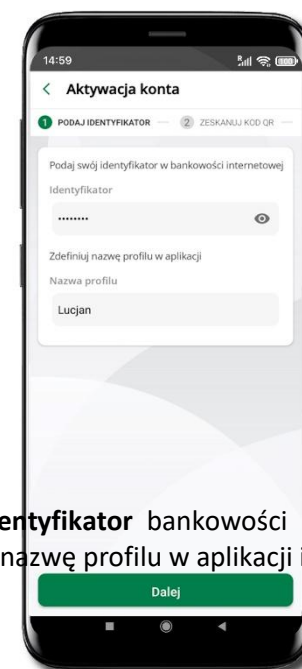 14:59
Aktywacja konta
1 PODAJ IDENTYFIKATOR 2 ZESKANUJ KOD QR
Podaj swój identyfikator w bankowości internetowej
Identyfikator
••••••••
Zdefiniuj nazwę profilu w aplikacji
Nazwa profilu
Lucjan
entyfikator bankowości
nazwę profilu w aplikacji i
Dalej